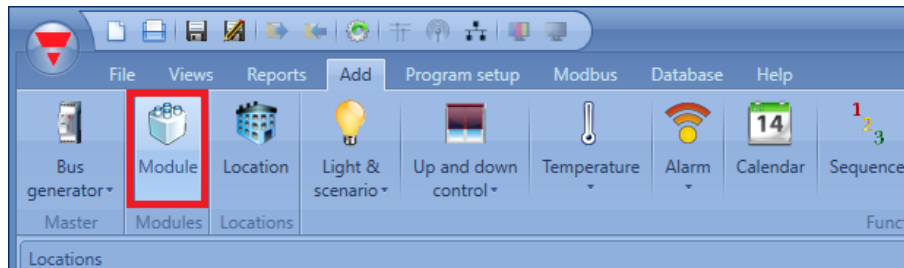 File Views Reports Add Program setup Modbus Database Help
Bus generator
Module
Location
Light & scenario
Up and down control
Temperature
Alarm
14
Calendar
1 2 3
Sequence
Master Modules Locations
Locations